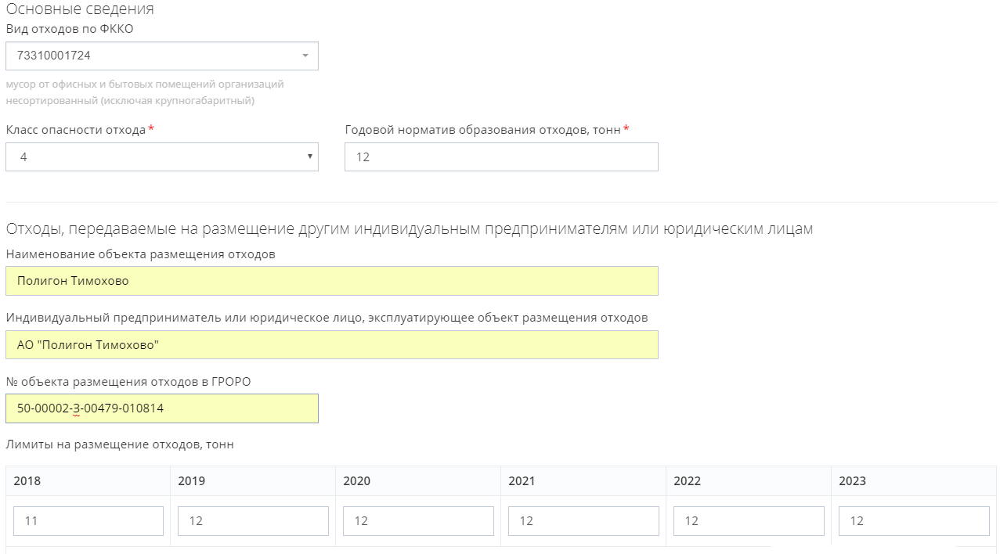 Основные сведения
Вид отходов по ФККО
73310001724
мусор от офисных и бытовых помещений организаций
несортированный (исключая крупногабаритный)
Класс опасности отхода * Годовой норматив образования отходов, тонн *
4 12
Отходы, передаваемые на размещение другим индивидуальным предпринимателям или юридическим лицам
Наименование объекта размещения отходов
Полигон Тимохово
Индивидуальный предприниматель или юридическое лицо, эксплуатирующее объект размещения отходов
АО "Полигон Тимохово"
№ объекта размещения отходов в ГРОРО
50-00002-З-00479-010814
Лимиты на размещение отходов, тонн
2018 2019 2020 2021 2022 2023
11 12 12 12 12 12